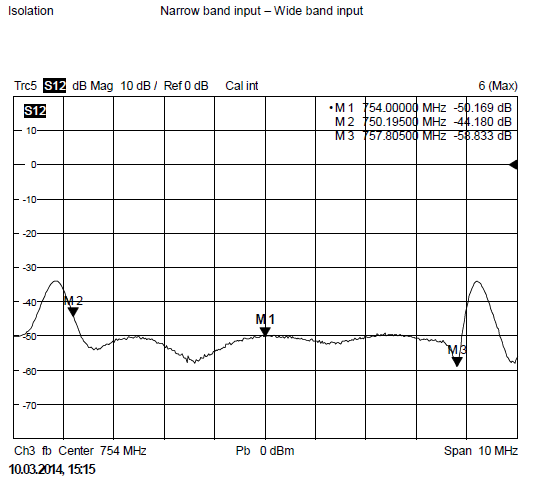 Isolation Narrow band input – Wide band input
Trc5 S12 dB Mag 10 dB / Ref 0 dB Cal int 6 (Max)
S12
•M 1 754.00000 MHz -50.169 dB
M 2 750.19500 MHz -44.180 dB
M 3 757.80500 MHz -58.833 dB
10
0
-10
-20
-30
-40
M 2
M 1
-50
M 3
-60
-70
Ch3 fb Center 754 MHz Pb 0 dBm Span 10 MHz
10.03.2014, 15:15